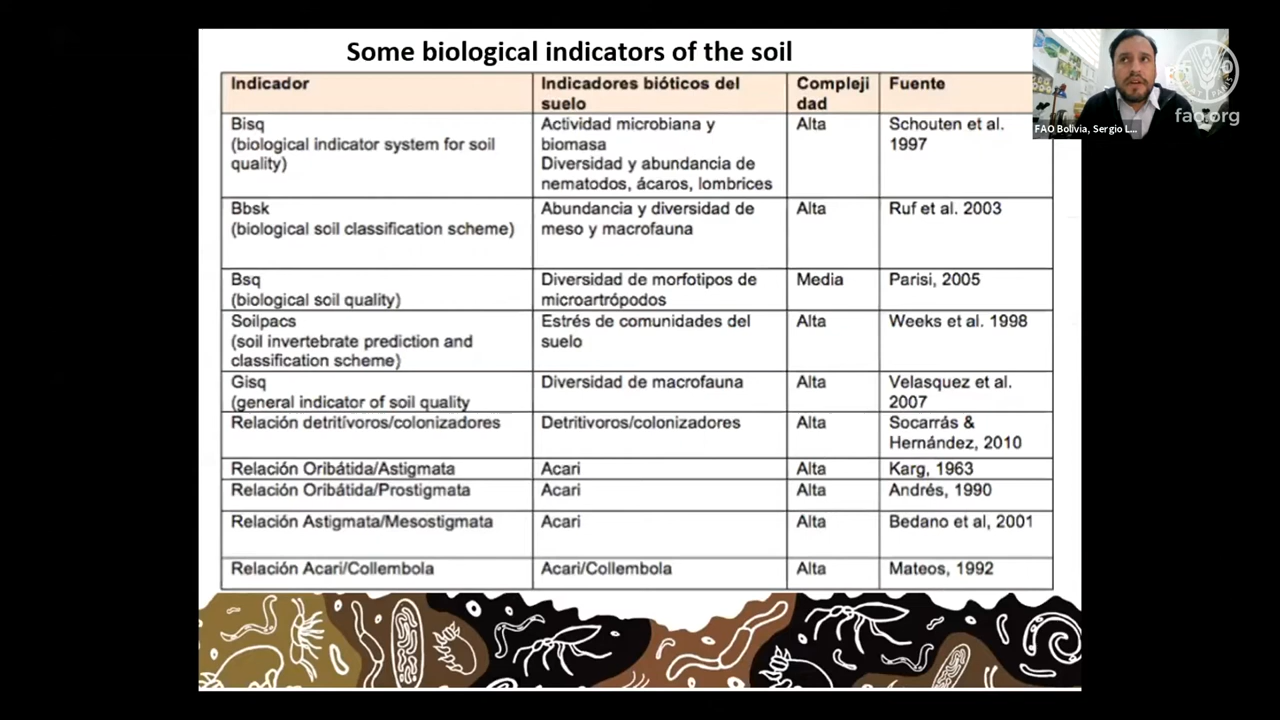 Some biological indicators of the soil
Indicador
Indicadores bióticos del
suelo
Compleji
dad
Fuente
Bisq
(biological indicator system for soil
quality)
Actividad microbiana y
biomasa
Diversidad y abundancia de
nematodos, ácaros, lombrices
Alta
Schouten et al.
1997
Bbsk
(biological soil classification scheme)
Abundancia y diversidad de
meso y macrofauna
Alta
Ruf et al. 2003
Bsq
(biological soil quality)
Diversidad de morfotipos de
microartrópodos
Media
Parisi, 2005
Soilpacs
(soil invertebrate prediction and
classification scheme)
Estrés de comunidades del
suelo
Alta
Weeks et al. 1998
Gisq
(general indicator of soil quality
Diversidad de macrofauna
Alta
Velasquez et al.
2007
Relación detritívoros/colonizadores
Detritivoros/colonizadores
Alta
Socarrás &
Hernández, 2010
Relación Oribátida/Astigmata
Acari
Alta
Karg, 1963
Relación Oribátida/Prostigmata
Acari
Alta
Andrés, 1990
Relación Astigmata/Mesostigmata
Acari
Alta
Bedano et al, 2001
Relación Acari/Collembola
Acari/Collembola
Alta
Mateos, 1992
fao.org
FAO Bolivia, Sergio L...